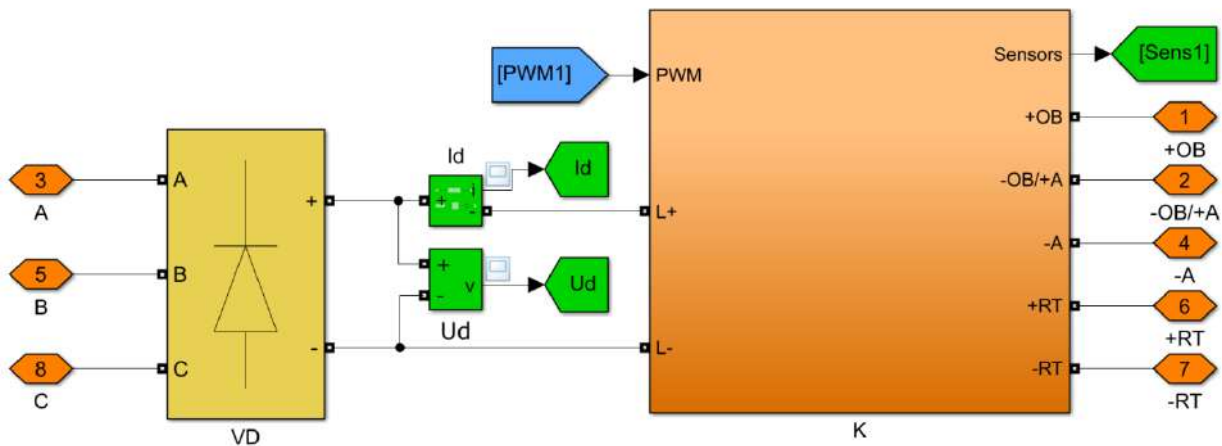 [PWM1]
PWM
Sensors
[Sens1]
+OB
1
+OB
-OB/+A
2
-OB/+A
-A
4
-A
+RT
6
+RT
-RT
7
-RT
L+
L-
K
3
A
A
5
B
B
8
C
C
+
-
VD
Id
+
i
-
Id
+
-
v
Ud
Ud